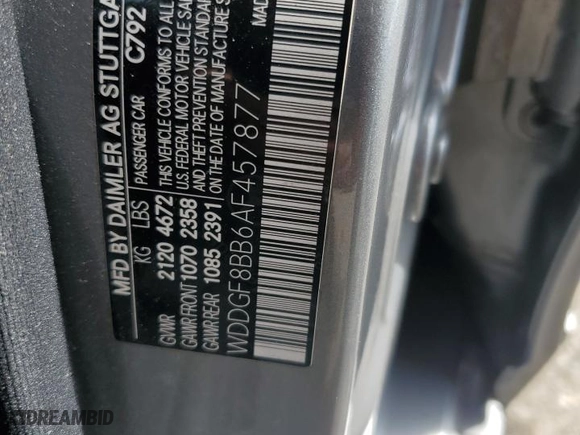 MFD BY DAIMLER AG STUTTGA
KG LBS PASSENGER CAR C792
GVWR 2120 4672 THIS VEHICLE CONFORMS TO ALL
GAWR FRONT 1070 2358 U.S. FEDERAL MOTOR VEHICLE SA
GAWR REAR 1085 2391 AND THEFT PREVENTION STANDAR
ON THE DATE OF MANUFACTURE S
WDDGF8BB6AF457877 MAD
DREAMBID